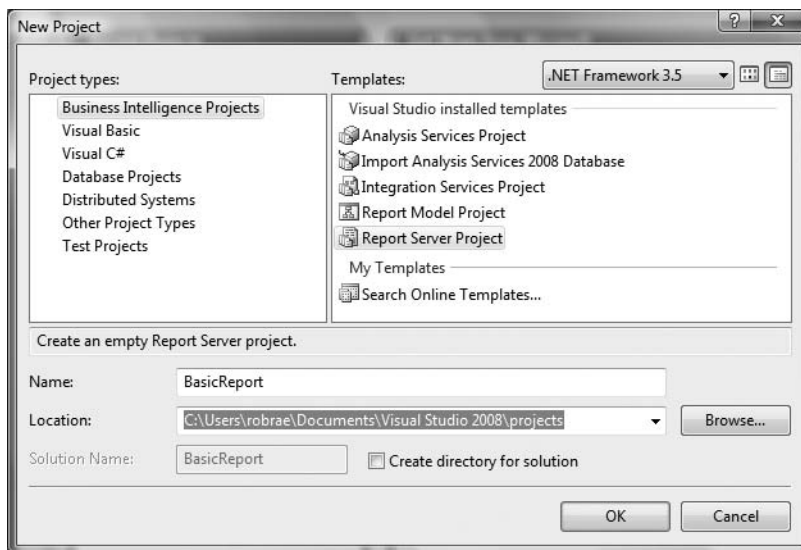 New Project
Project types:
Templates:
.NET Framework 3.5
Business Intelligence Projects
Visual Basic
Visual C#
Database Projects
Distributed Systems
Other Project Types
Test Projects
Visual Studio installed templates
Analysis Services Project
Import Analysis Services 2008 Database
Integration Services Project
Report Model Project
Report Server Project
My Templates
Search Online Templates...
Create an empty Report Server project.
Name:
BasicReport
Location:
C:\Users\robrae\Documents\Visual Studio 2008\projects
Browse...
Solution Name:
BasicReport
Create directory for solution
OK
Cancel